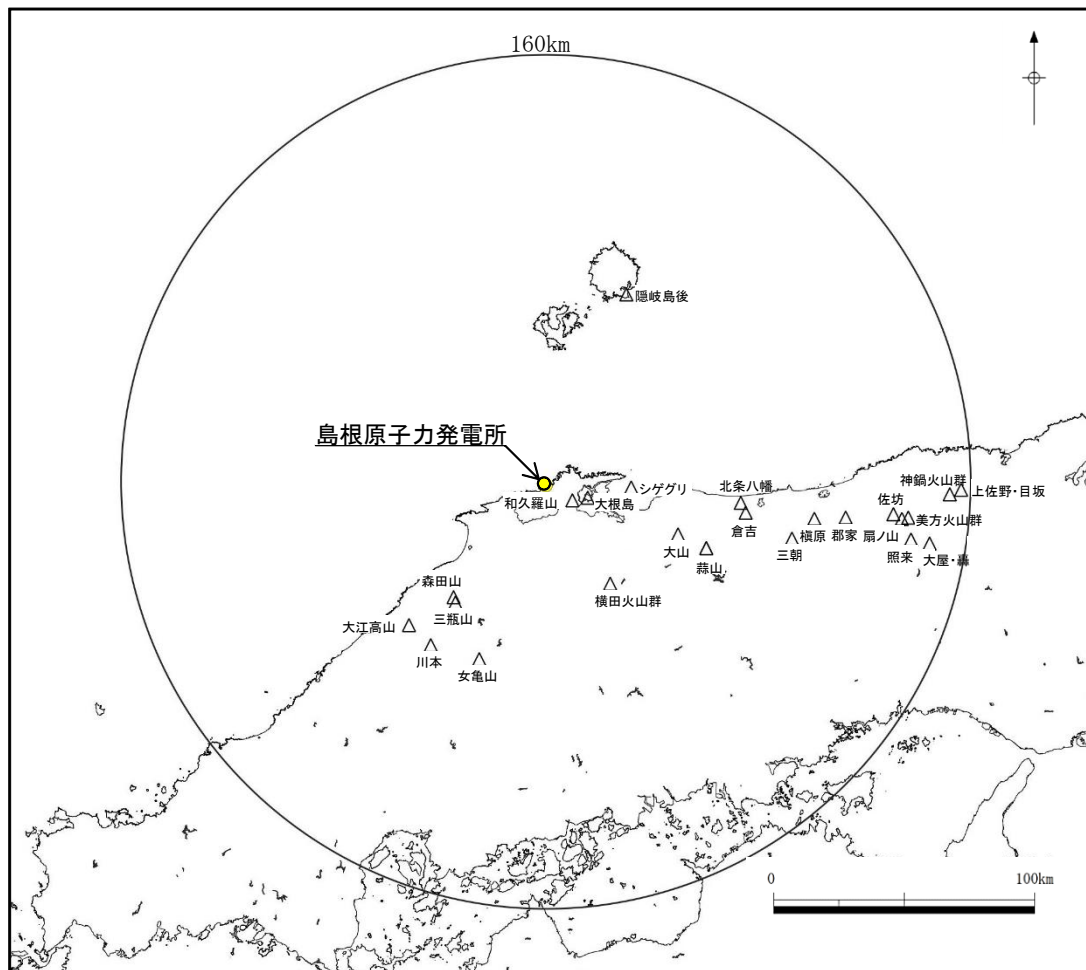 160km
隠岐島後
島根原子力発電所
シゲグリ
北条八幡
神鍋火山群
上佐野・目坂
和久羅山
大根島
佐坊
美方火山群
倉吉
大山
三朝
槇原
郡家
扇ノ山
照来
大屋・轟
蒜山
横田火山群
森田山
三瓶山
大江高山
川本
女亀山
0
100km